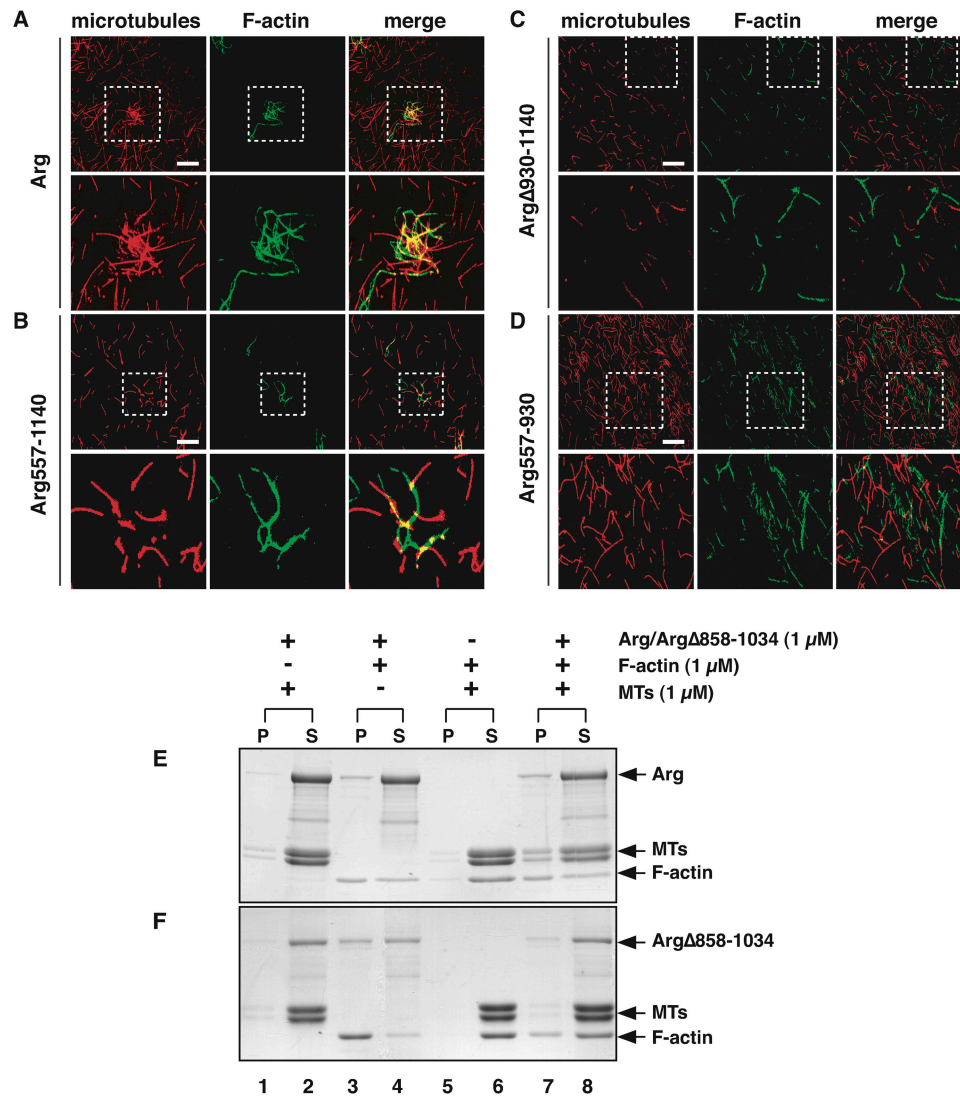 A microtubules F-actin merge
Arg
B
Arg557-1140
C microtubules F-actin merge
ArgΔ930-1140
D
Arg557-930
+ + - + Arg/ArgΔ858-1034 (1 µM)
- + + + F-actin (1 µM)
+ - + + MTs (1 µM)
P S P S P S P S
E
Arg
MTs
F-actin
F
ArgΔ858-1034
MTs
F-actin
1 2 3 4 5 6 7 8